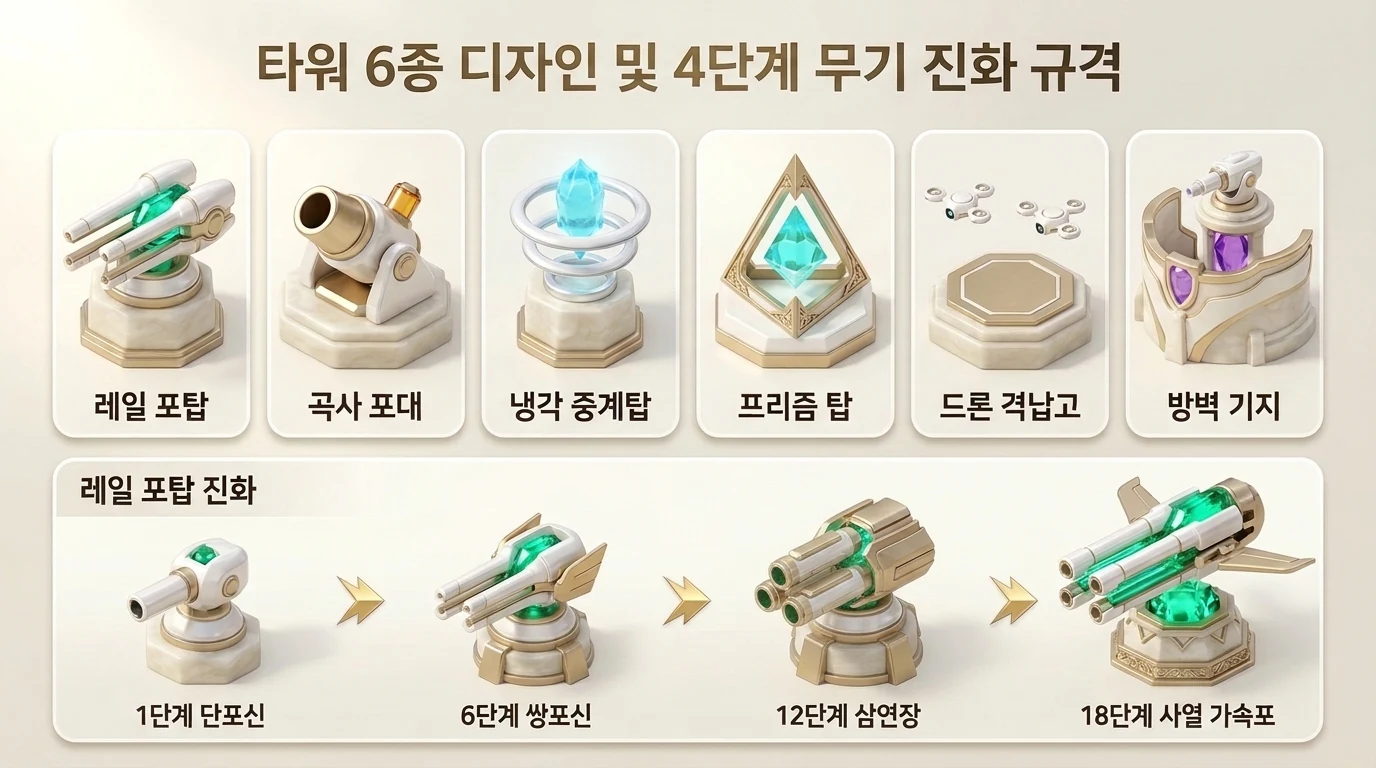 타워 6종 디자인 및 4단계 무기 진화 규격
레일 포탑
곡사 포대
냉각 중계탑
프리즘 탑
드론 격납고
방벽 기지
레일 포탑 진화
1단계 단포신
6단계 쌍포신
12단계 삼연장
18단계 사열 가속포